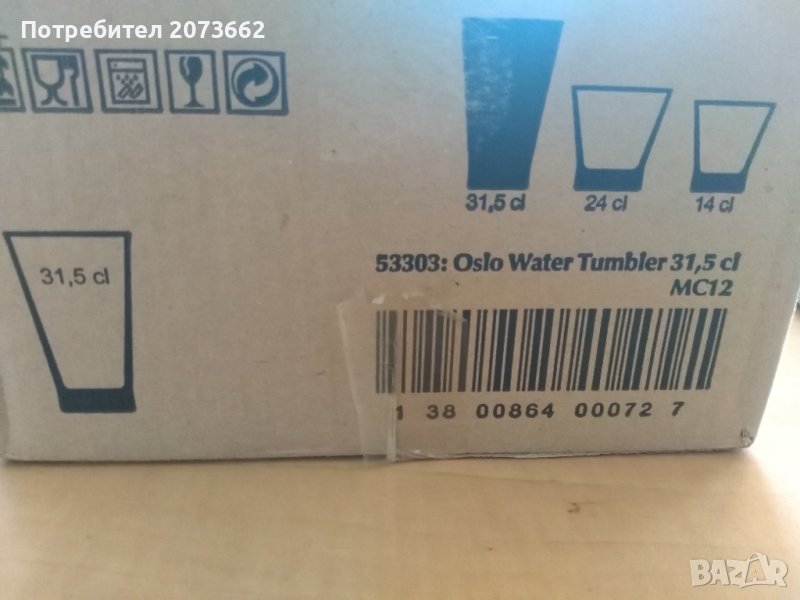 Потребител 2073662
31,5 cl
24 cl
14 cl
31,5 cl
53303: Oslo Water Tumbler 31,5 cl
MC12
1 38 00864 00072 7
BAZAR